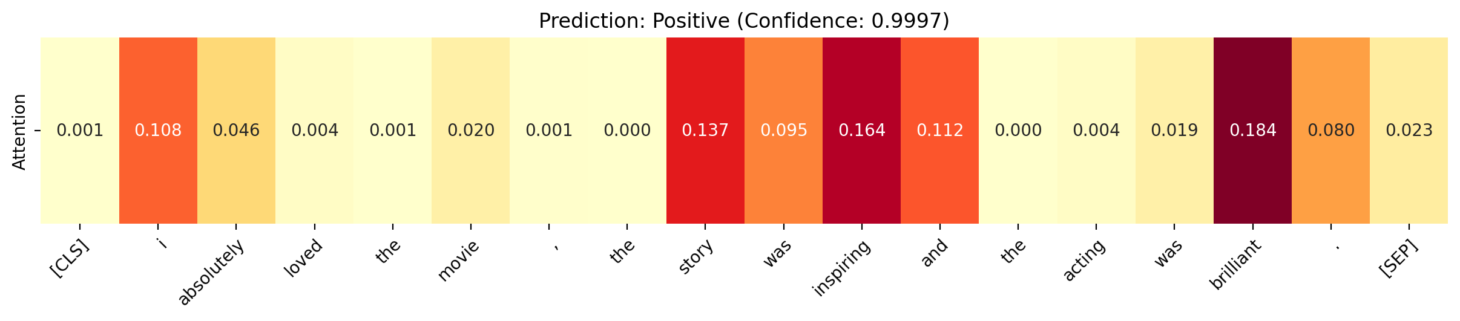 Prediction: Positive (Confidence: 0.9997)
Attention
0.001 0.108 0.046 0.004 0.001 0.020 0.001 0.000 0.137 0.095 0.164 0.112 0.000 0.004 0.019 0.184 0.080 0.023
[CLS] i absolutely loved the movie , the story was inspiring and the acting was brilliant . [SEP]